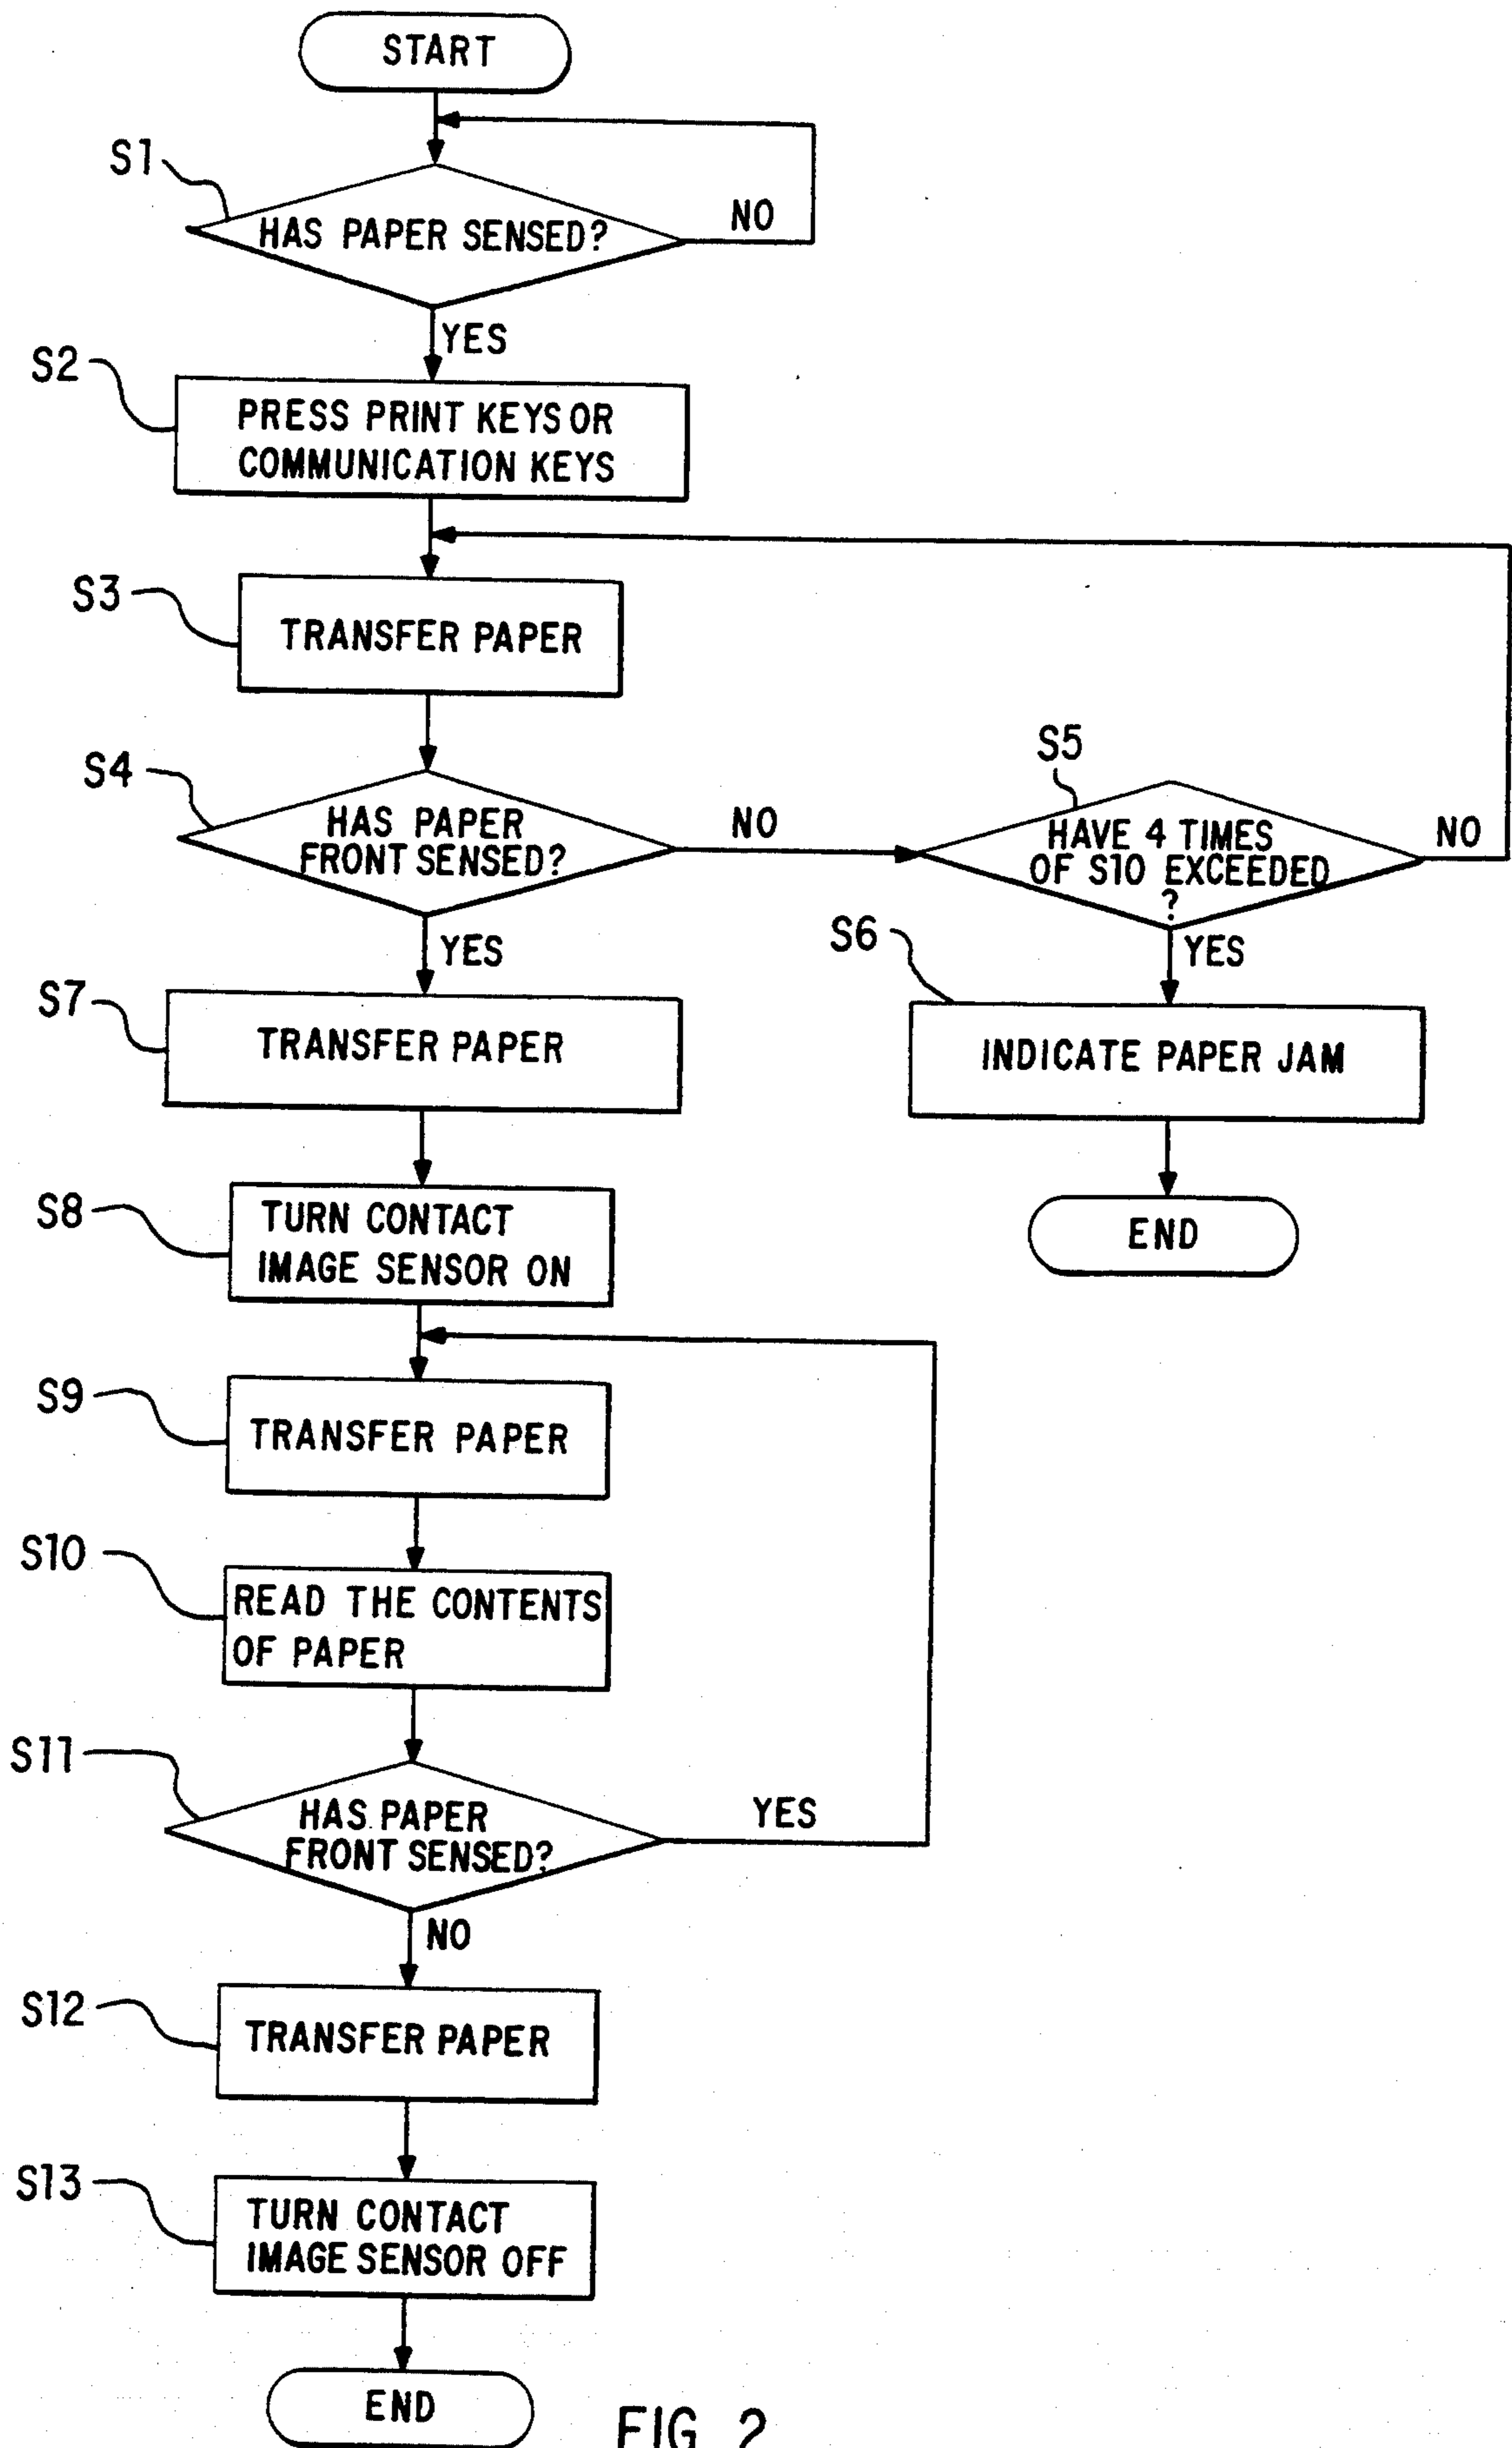 START
S1
HAS PAPER SENSED?
NO
YES
S2
PRESS PRINT KEYS OR
COMMUNICATION KEYS
S3
TRANSFER PAPER
S4
HAS PAPER
FRONT SENSED?
NO
S5
HAVE 4 TIMES
OF S10 EXCEEDED
?
NO
YES
S6
INDICATE PAPER JAM
END
YES
S7
TRANSFER PAPER
S8
TURN CONTACT
IMAGE SENSOR ON
S9
TRANSFER PAPER
S10
READ THE CONTENTS
OF PAPER
S11
HAS PAPER
FRONT SENSED?
YES
NO
S12
TRANSFER PAPER
S13
TURN CONTACT
IMAGE SENSOR OFF
END
FIG 2